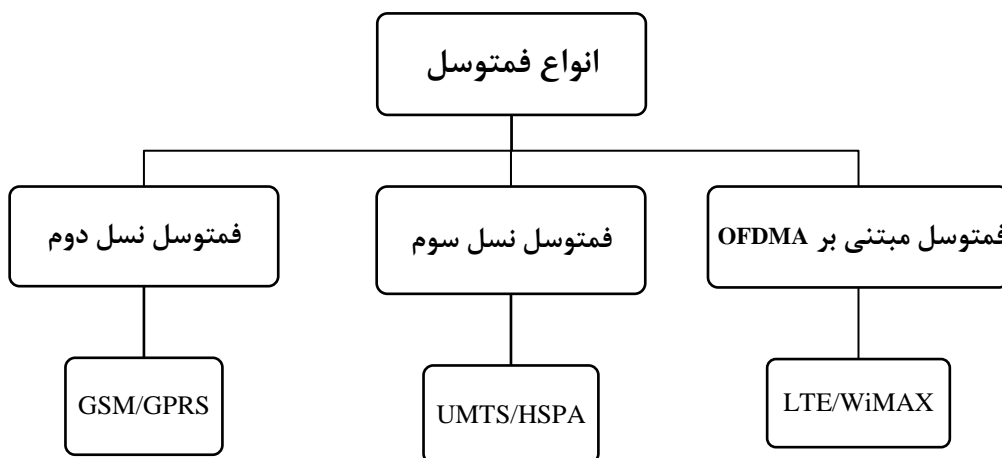 انواع فمتوسل
فمتوسل مبتنی بر OFDMA
فمتوسل نسل سوم
فمتوسل نسل دوم
LTE/WiMAX
UMTS/HSPA
GSM/GPRS